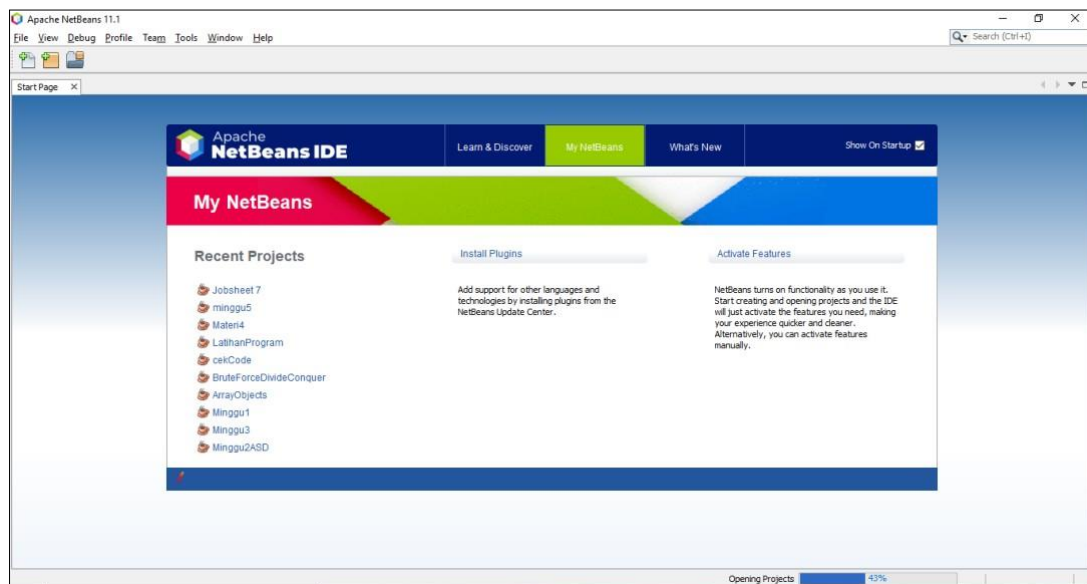 Apache NetBeans 11.1
File View Debug Profile Team Tools Window Help
Search (Ctrl+I)
Start Page
Apache
NetBeans IDE
Learn & Discover
My NetBeans
What's New
Show On Startup
My NetBeans
Recent Projects
Jobsheet 7
minggu5
Materi4
LatihanProgram
cekCode
BruteForceDivideConquer
ArrayObjects
Minggu1
Minggu3
Minggu2ASD
Install Plugins
Add support for other languages and
technologies by installing plugins from the
NetBeans Update Center.
Activate Features
NetBeans turns on functionality as you use it.
Start creating and opening projects and the IDE
will just activate the features you need, making
your experience quicker and cleaner.
Alternatively, you can activate features
manually.
Opening Projects
43%